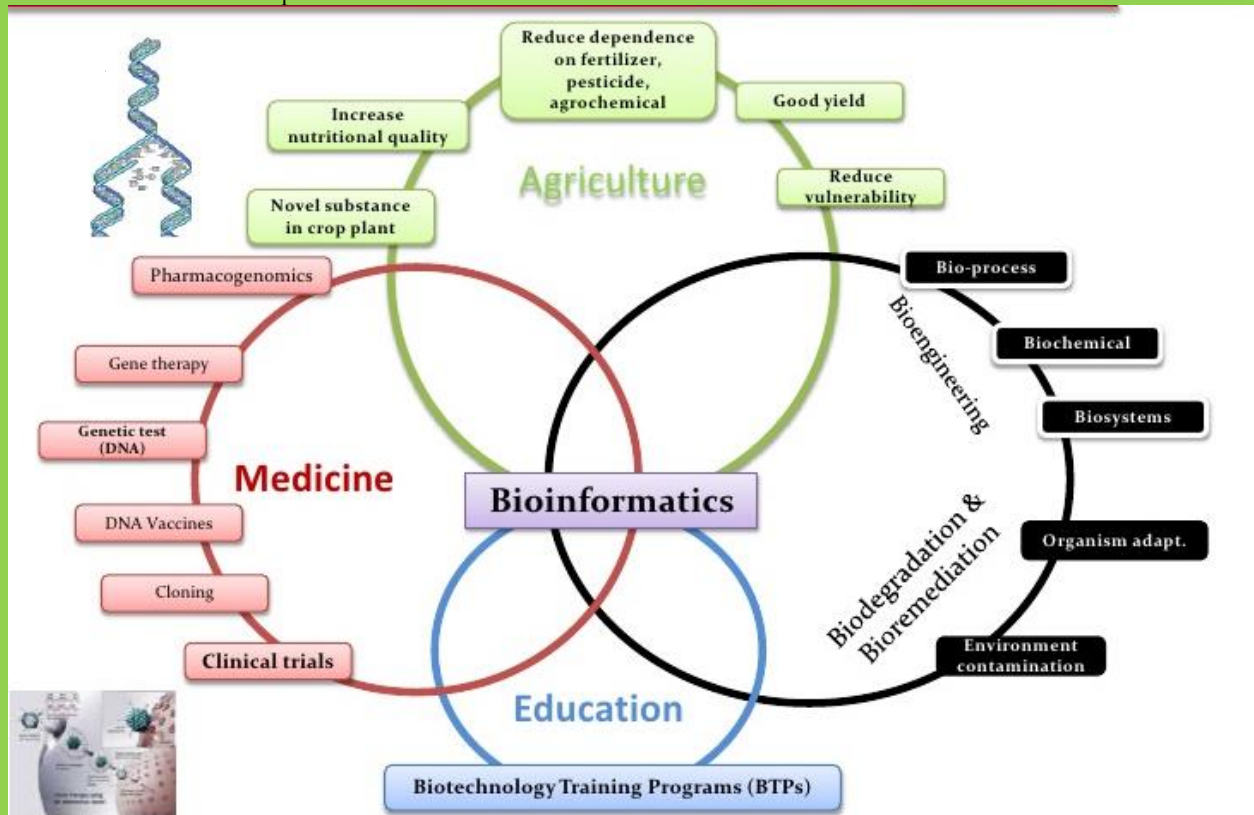 Reduce dependence
on fertilizer,
pesticide,
agrochemical
Good yield
Increase
nutritional quality
Agriculture
Reduce
vulnerability
Novel substance
in crop plant
Pharmacogenomics
Bio-process
Bioengineering
Biochemical
Gene therapy
Biosystems
Genetic test
(DNA)
Medicine
Bioinformatics
DNA Vaccines
Organism adapt.
Biodegradation &
Bioremediation
Cloning
Clinical trials
Environment
contamination
Education
Biotechnology Training Programs (BTPs)